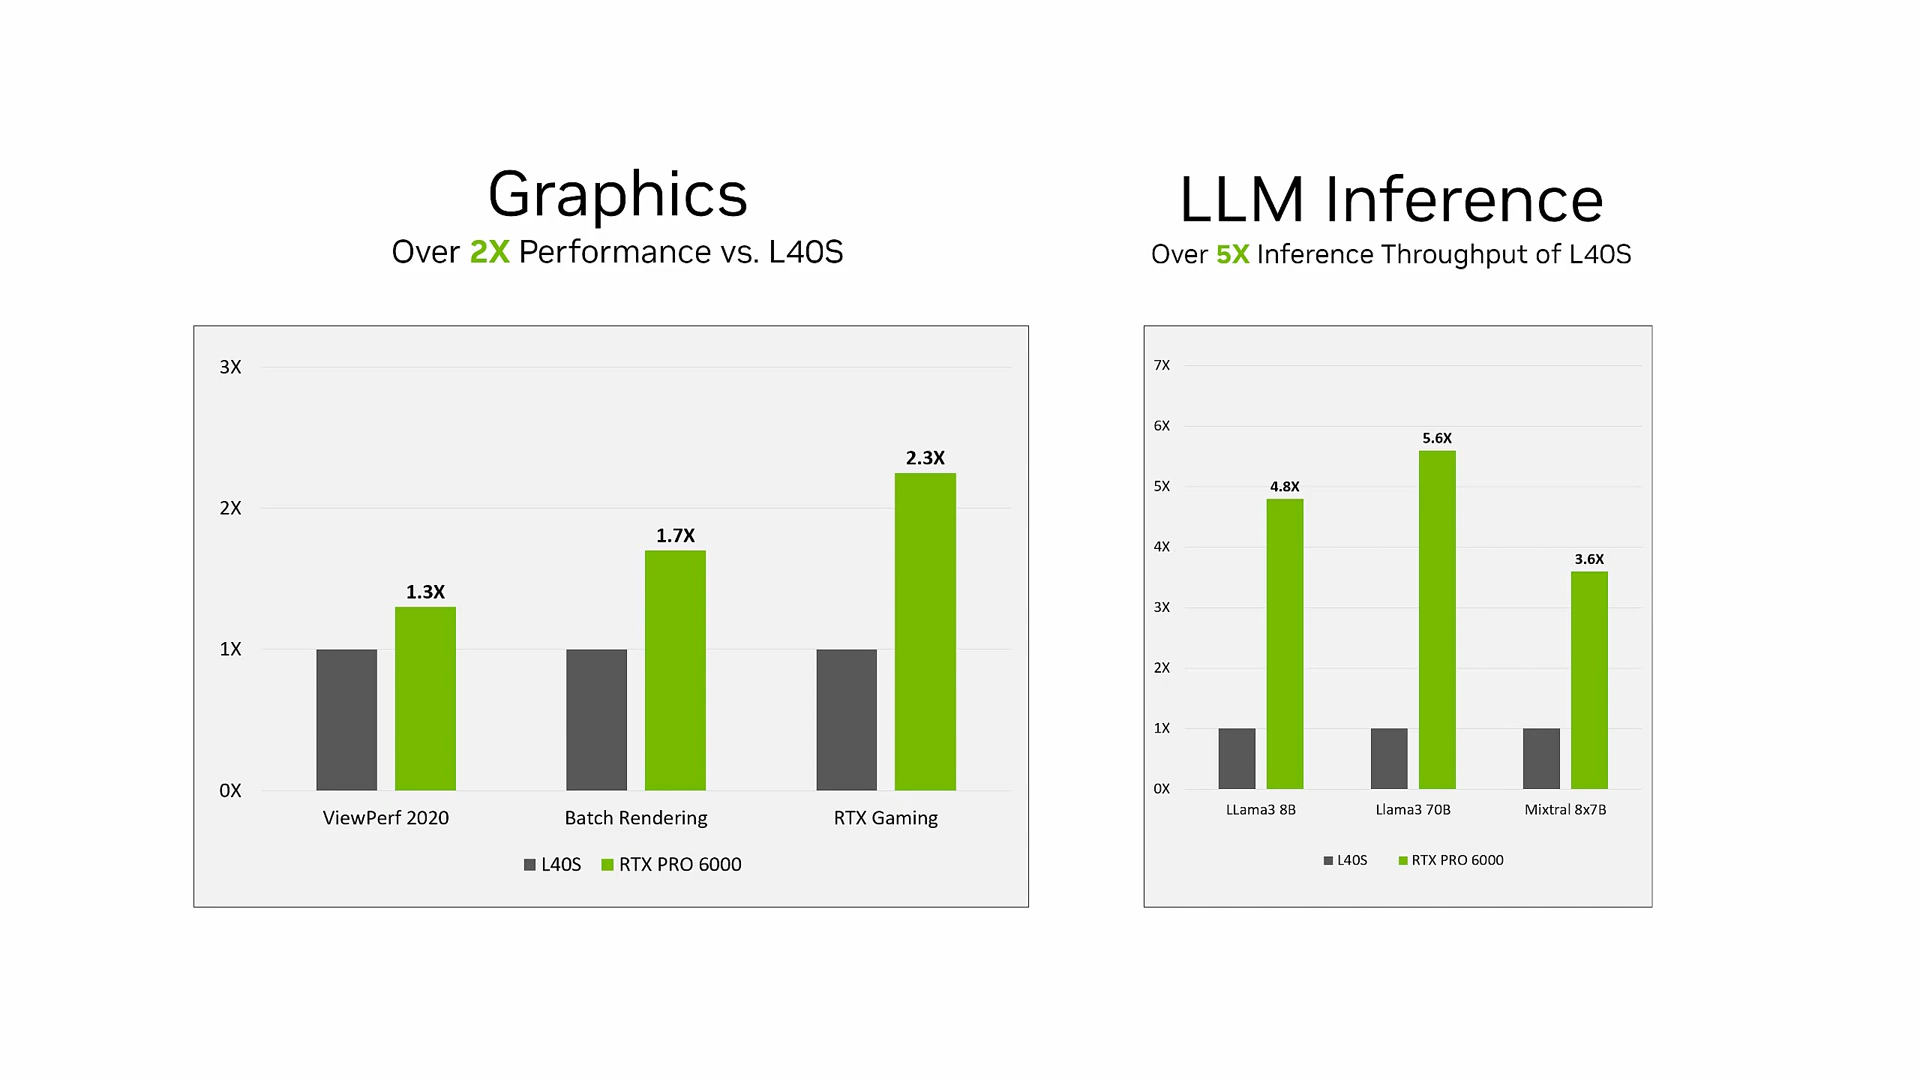 Graphics
Over 2X Performance vs. L40S
3X
2X
1X
0X
1.3X
1.7X
2.3X
ViewPerf 2020
Batch Rendering
RTX Gaming
L40S
RTX PRO 6000
LLM Inference
Over 5X Inference Throughput of L40S
7X
6X
5X
4X
3X
2X
1X
0X
4.8X
5.6X
3.6X
LLama3 8B
Llama3 70B
Mixtral 8x7B
L40S
RTX PRO 6000